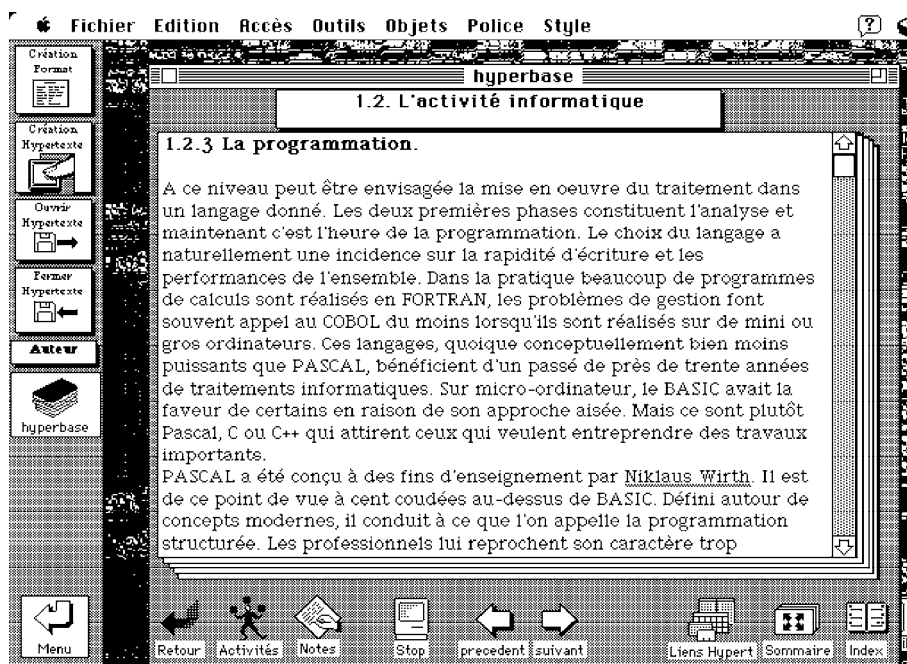 Fichier Edition Accès Outils Objets Police Style
?
Création
Format
Création
Hypertexte
Ouvrir
Hypertexte
Fermer
Hypertexte
Auteur
hyperbase
Menu
hyperbase
1.2. L'activité informatique
1.2.3 La programmation.
A ce niveau peut être envisagée la mise en oeuvre du traitement dans
un langage donné. Les deux premières phases constituent l'analyse et
maintenant c'est l'heure de la programmation. Le choix du langage a
naturellement une incidence sur la rapidité d'écriture et les
performances de l'ensemble. Dans la pratique beaucoup de programmes
de calculs sont réalisés en FORTRAN, les problèmes de gestion font
souvent appel au COBOL du moins lorsqu'ils sont réalisés sur de mini ou
gros ordinateurs. Ces langages, quoique conceptuellement bien moins
puissants que PASCAL, bénéficient d'un passé de près de trente années
de traitements informatiques. Sur micro-ordinateur, le BASIC avait la
faveur de certains en raison de son approche aisée. Mais ce sont plutôt
Pascal, C ou C++ qui attirent ceux qui veulent entreprendre des travaux
importants.
PASCAL a été conçu à des fins d'enseignement par Niklaus Wirth. Il est
de ce point de vue à cent coudées au-dessus de BASIC. Défini autour de
concepts modernes, il conduit à ce que l'on appelle la programmation
structurée. Les professionnels lui reprochent son caractère trop
Retour Activités Notes Stop precedent suivant Liens Hypert Sommaire Index